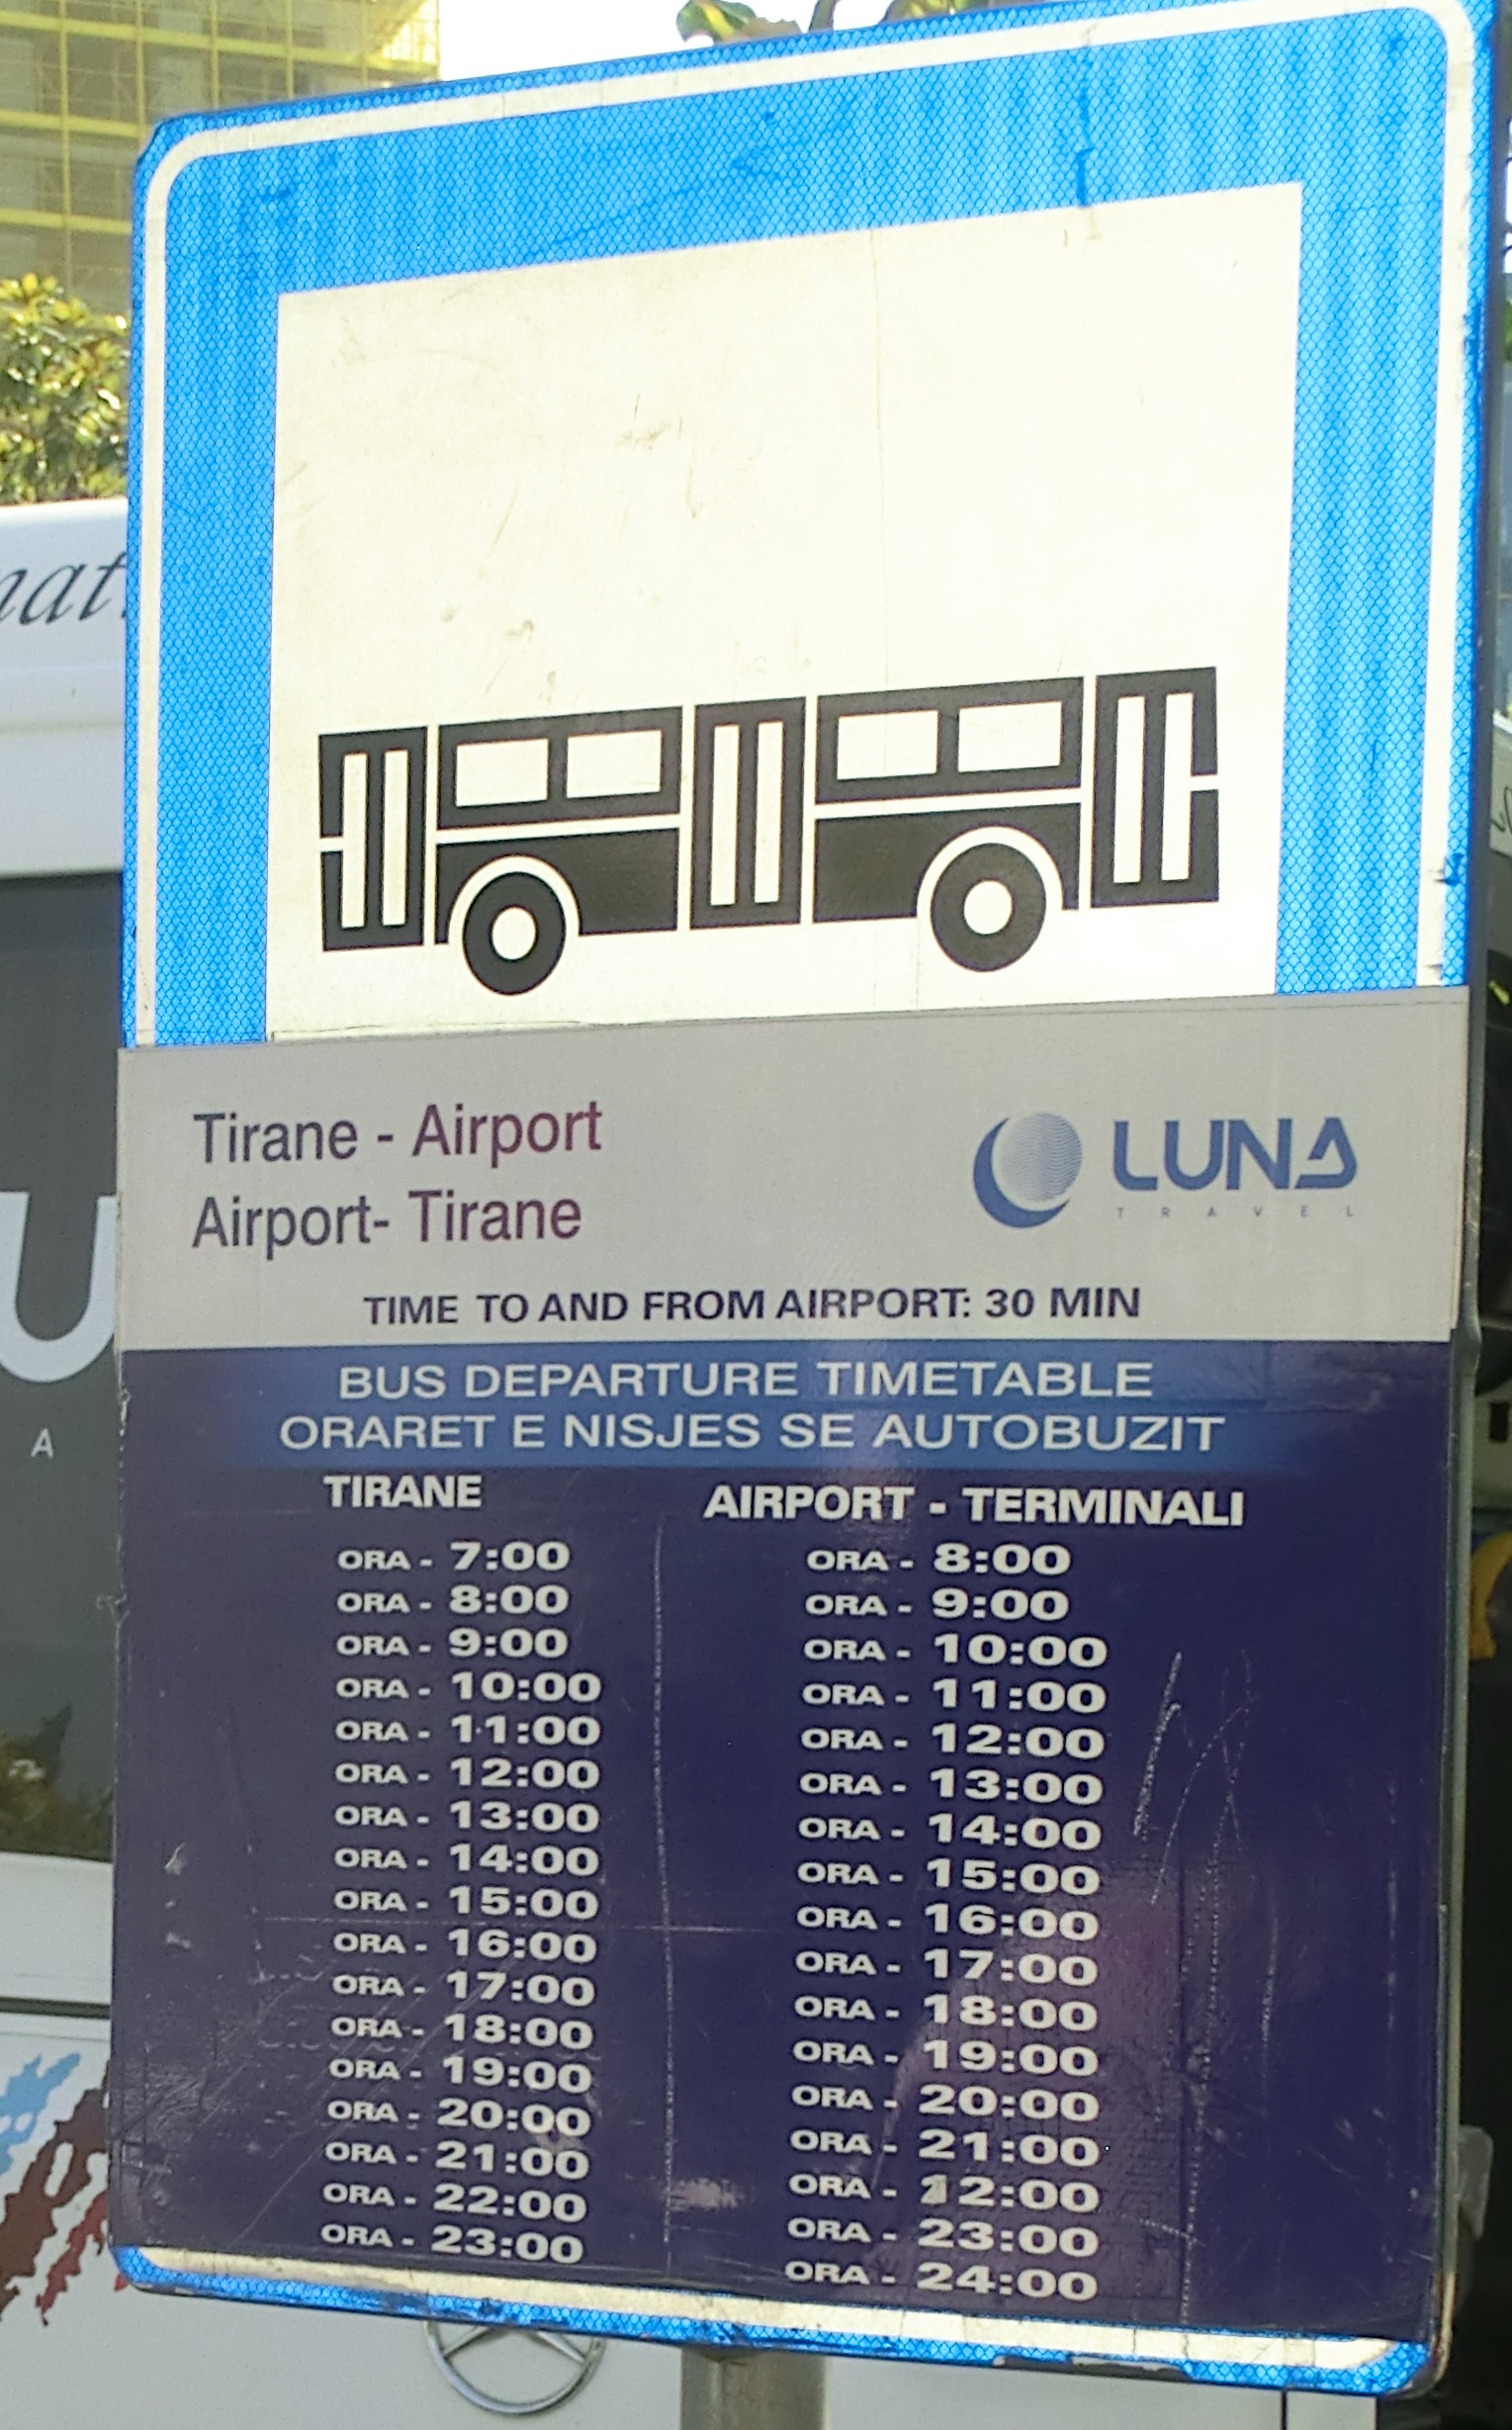 nat
Tirane - Airport
Airport- Tirane
LUNA
TRAVEL
TIME TO AND FROM AIRPORT: 30 MIN
BUS DEPARTURE TIMETABLE
ORARET E NISJES SE AUTOBUZIT
TIRANE
ORA - 7:00
ORA - 8:00
ORA - 9:00
ORA - 10:00
ORA - 11:00
ORA - 12:00
ORA - 13:00
ORA - 14:00
ORA - 15:00
ORA - 16:00
ORA - 17:00
ORA - 18:00
ORA - 19:00
ORA - 20:00
ORA - 21:00
ORA - 22:00
ORA - 23:00
AIRPORT - TERMINALI
ORA - 8:00
ORA - 9:00
ORA - 10:00
ORA - 11:00
ORA - 12:00
ORA - 13:00
ORA - 14:00
ORA - 15:00
ORA - 16:00
ORA - 17:00
ORA - 18:00
ORA - 19:00
ORA - 20:00
ORA - 21:00
ORA - 12:00
ORA - 23:00
ORA - 24:00
U
A